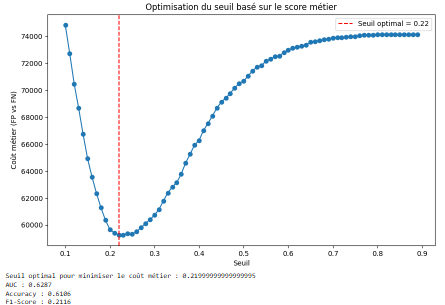 Optimisation du seuil basé sur le score métier
Seuil optimal = 0.22
Coût métier (FP vs FN)
74000
72000
70000
68000
66000
64000
62000
60000
0.1 0.2 0.3 0.4 0.5 0.6 0.7 0.8 0.9
Seuil
Seuil optimal pour minimiser le coût métier : 0.21999999999999995
AUC : 0.6287
Accuracy : 0.6106
F1-Score : 0.2116